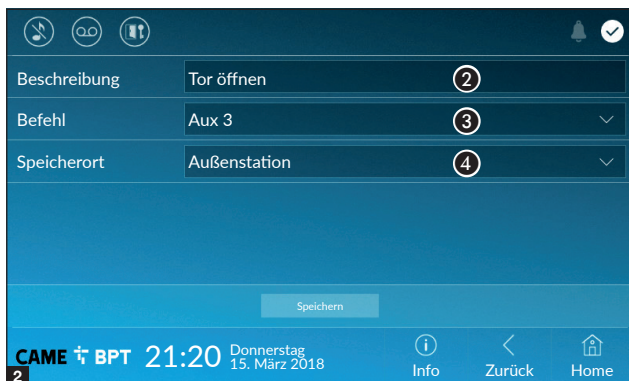 Beschreibung Tor öffnen 2
Befehl Aux 3 3
Speicherort Außenstation 4
Speichern
CAME BPT 21:20 Donnerstag
15. März 2018
Info Zurück Home
2